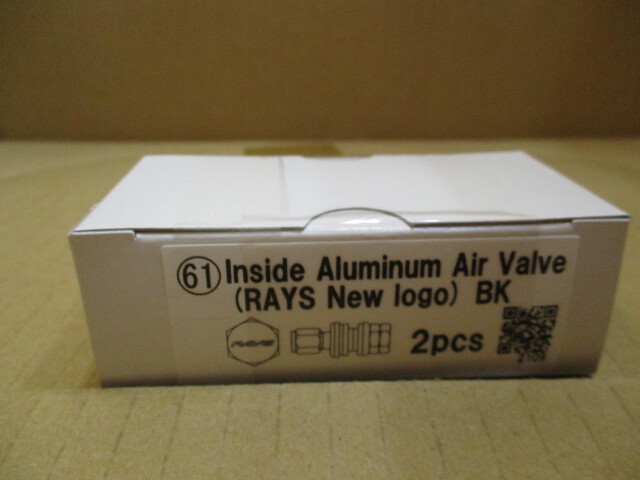 61 Inside Aluminum Air Valve
(RAYS New logo) BK
RAYS
2pcs